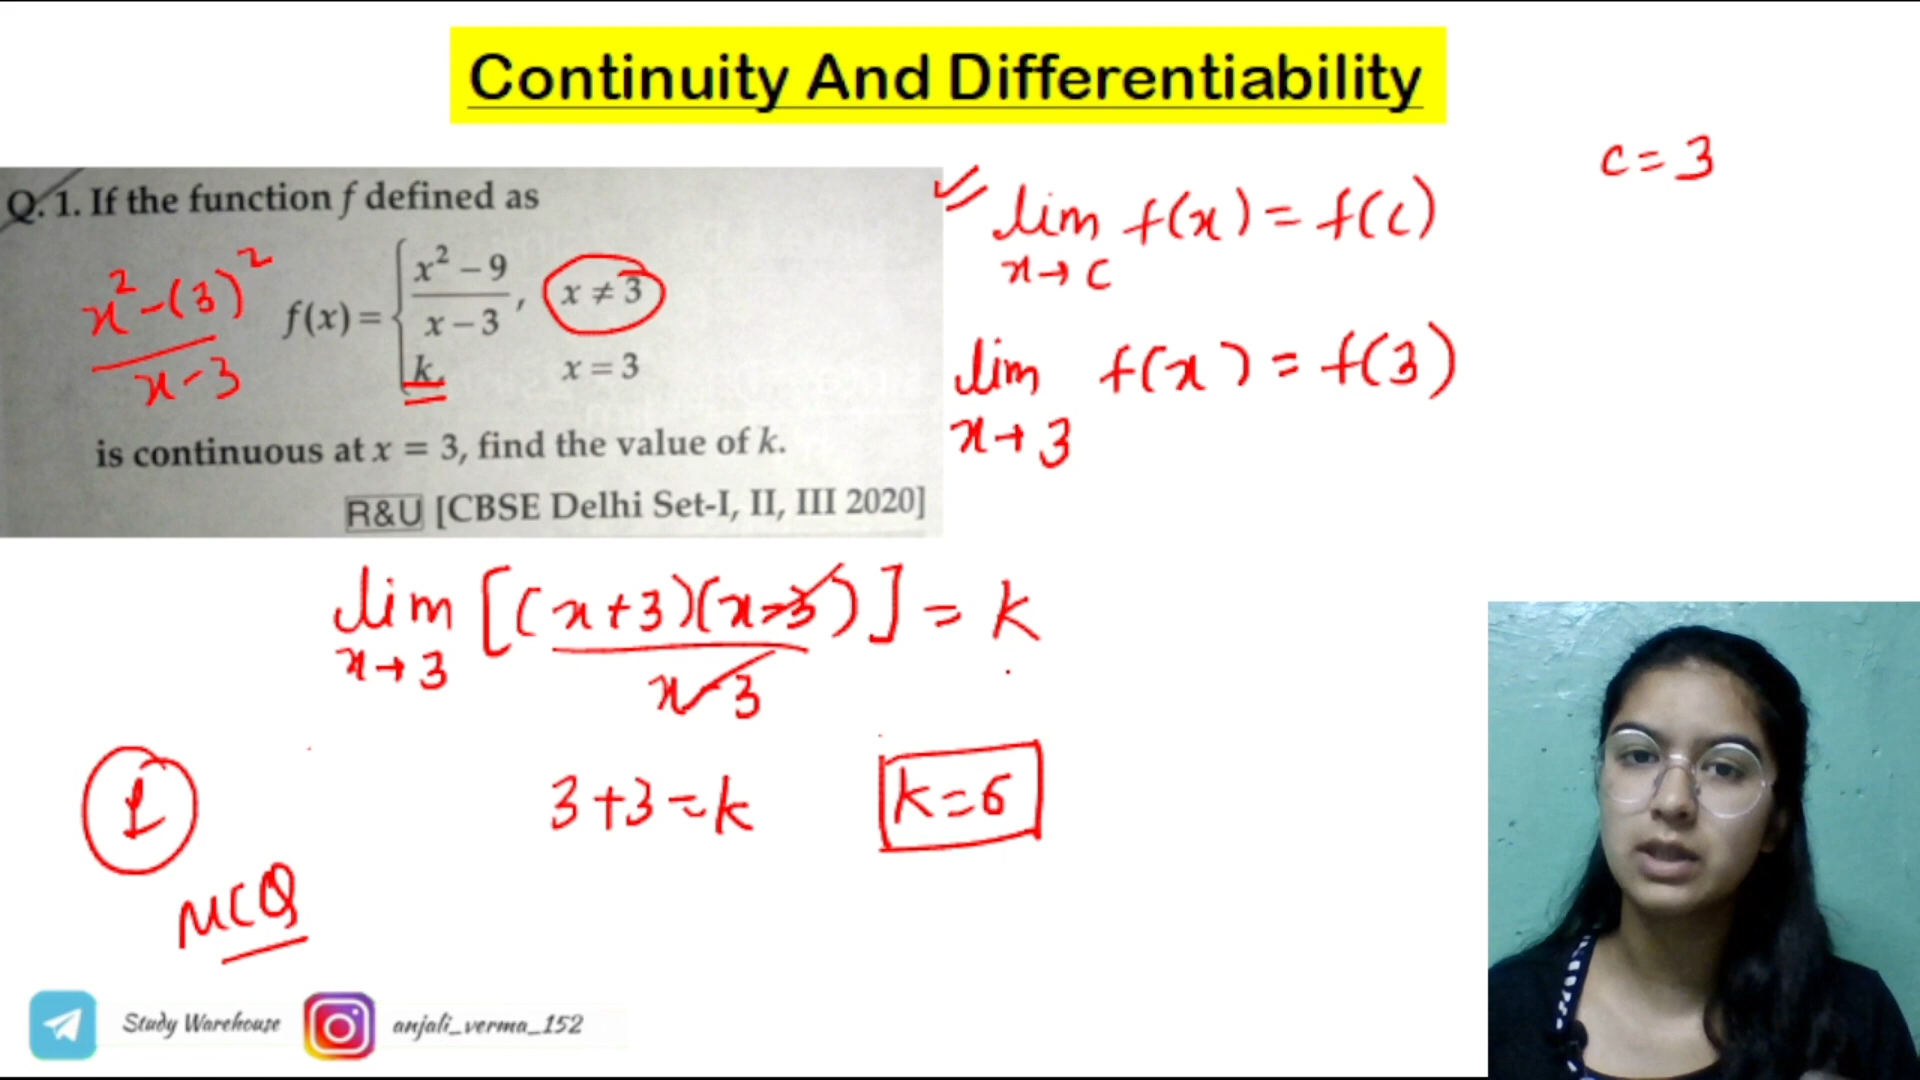 Continuity And Differentiability
c = 3
Q. 1. If the function f defined as
x² - (3)²
x - 3
f(x) = { x² – 9 / x – 3 , x ≠ 3
k, x = 3
is continuous at x = 3, find the value of k.
R&U [CBSE Delhi Set-I, II, III 2020]
lim f(x) = f(c)
x → c
lim f(x) = f(3)
x → 3
lim [(x+3)(x-3)] = k
x → 3 x-3
3+3 = k
k = 6
1
MCQ
Study Warehouse
anjali_verma_152